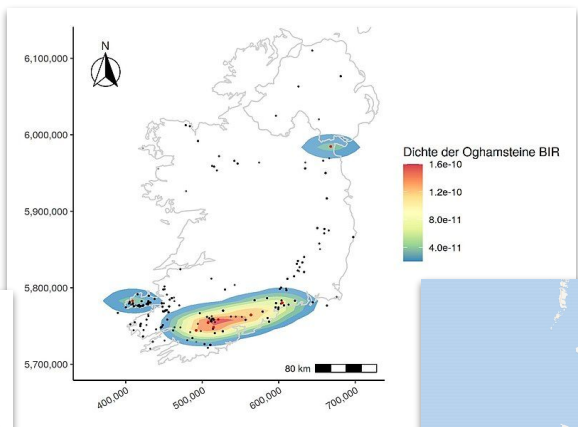 N
6,100,000
6,000,000
5,900,000
5,800,000
5,700,000
400,000
500,000
600,000
700,000
80 km
Dichte der Oghamsteine BIR
1.6e-10
1.2e-10
8.0e-11
4.0e-11